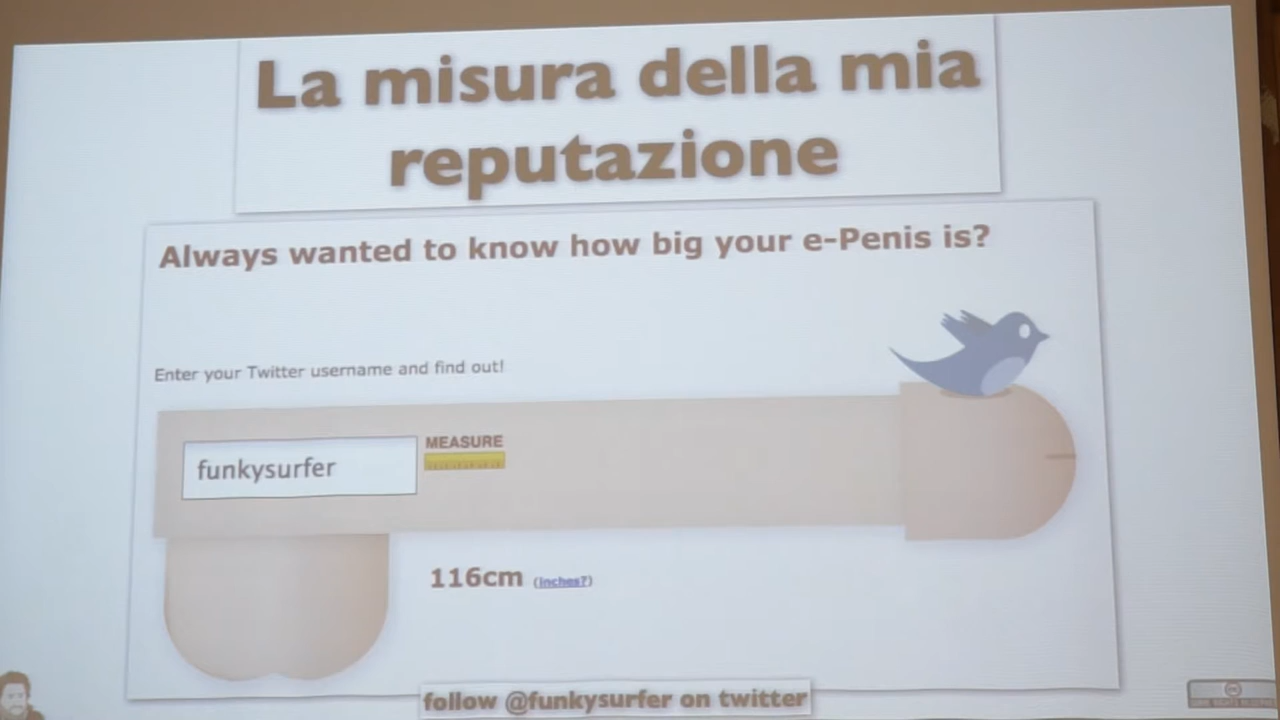 La misura della mia
reputazione
Always wanted to know how big your e-Penis is?
Enter your Twitter username and find out!
funkysurfer
MEASURE
116cm (inches?)
follow @funkysurfer on twitter